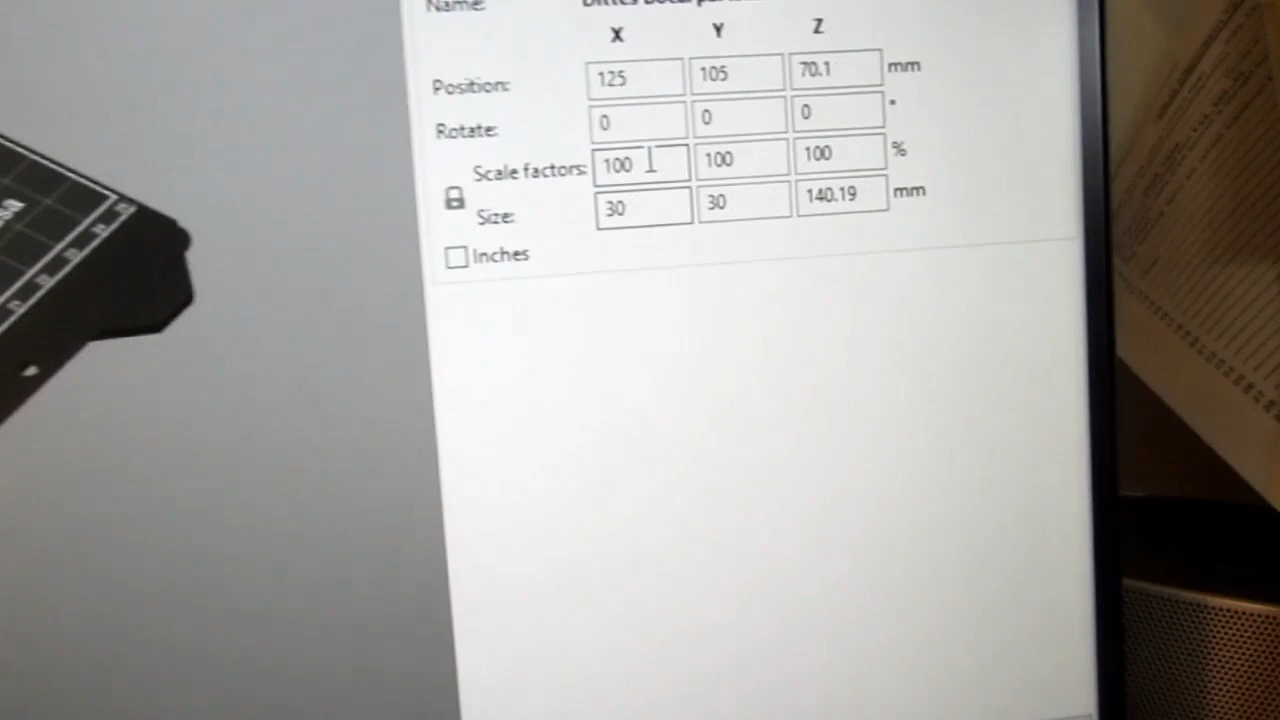 Name:
X Y Z
Position: 125 105 70.1 mm
Rotate: 0 0 0 °
Scale factors: 100 100 100 %
Size: 30 30 140.19 mm
Inches